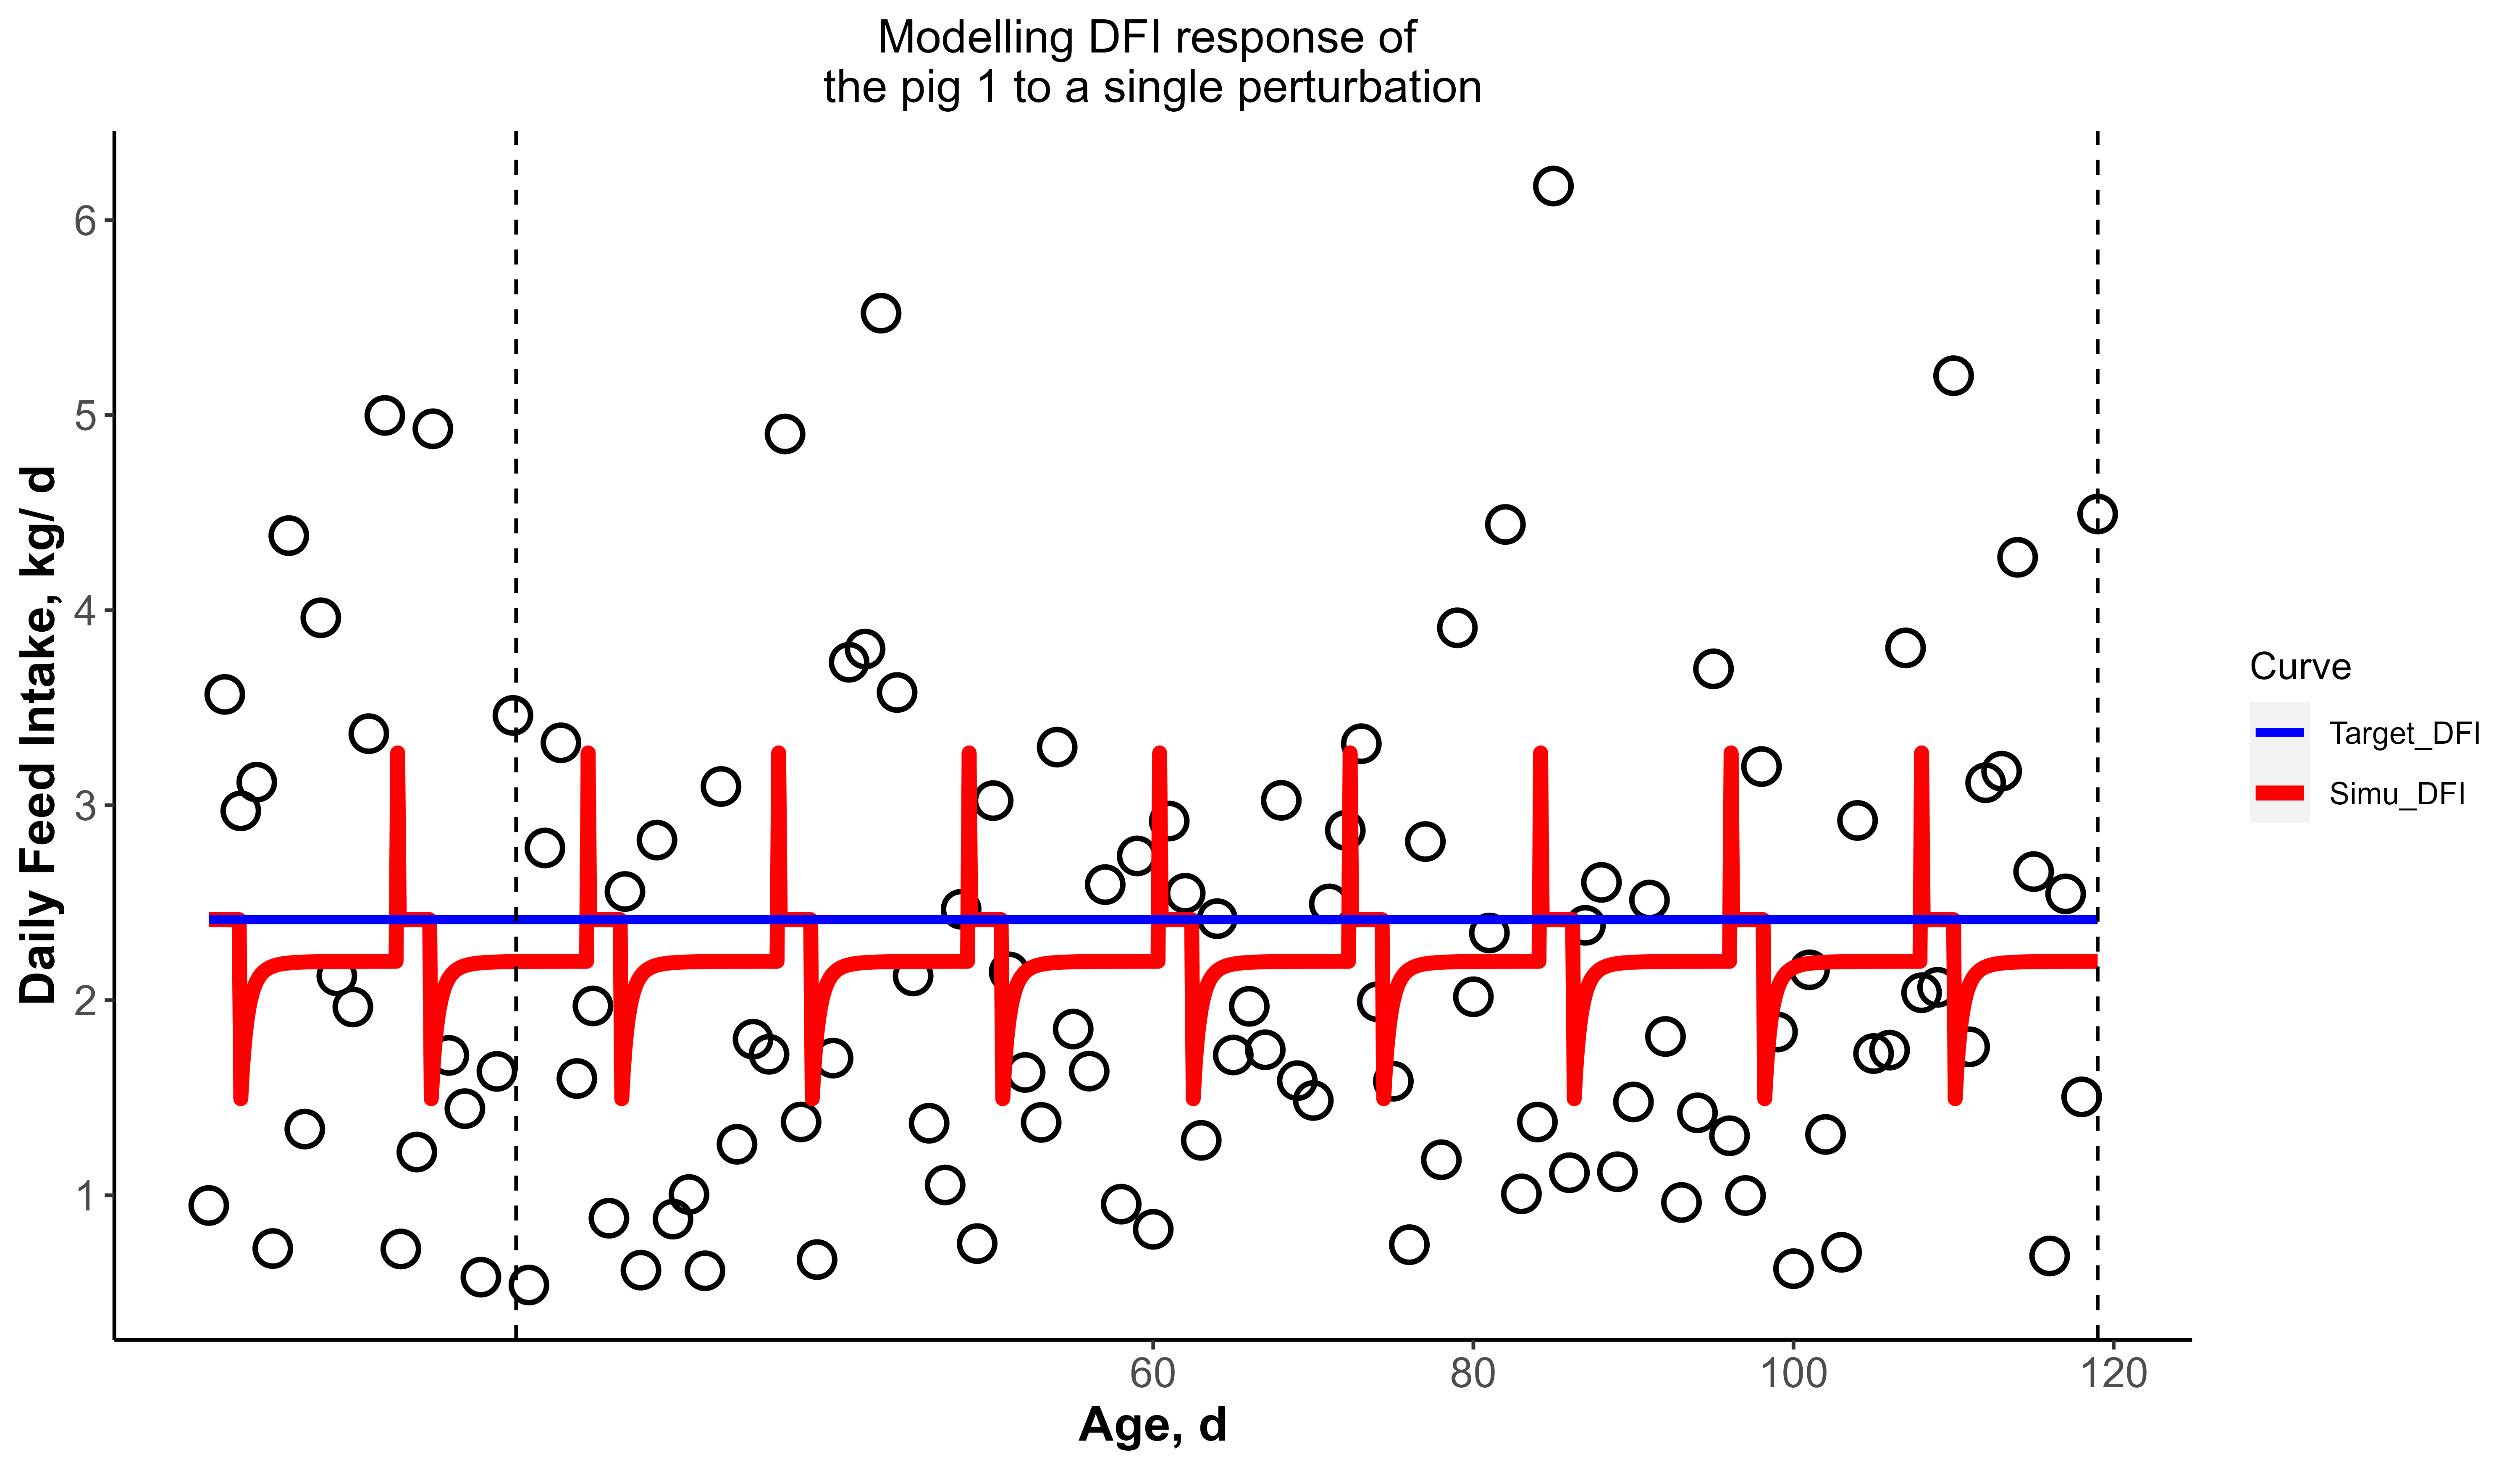 Modelling DFI response of
the pig 1 to a single perturbation
Daily Feed Intake, kg/ d
6
5
4
3
2
1
60
80
100
120
Age, d
Curve
Target_DFI
Simu_DFI